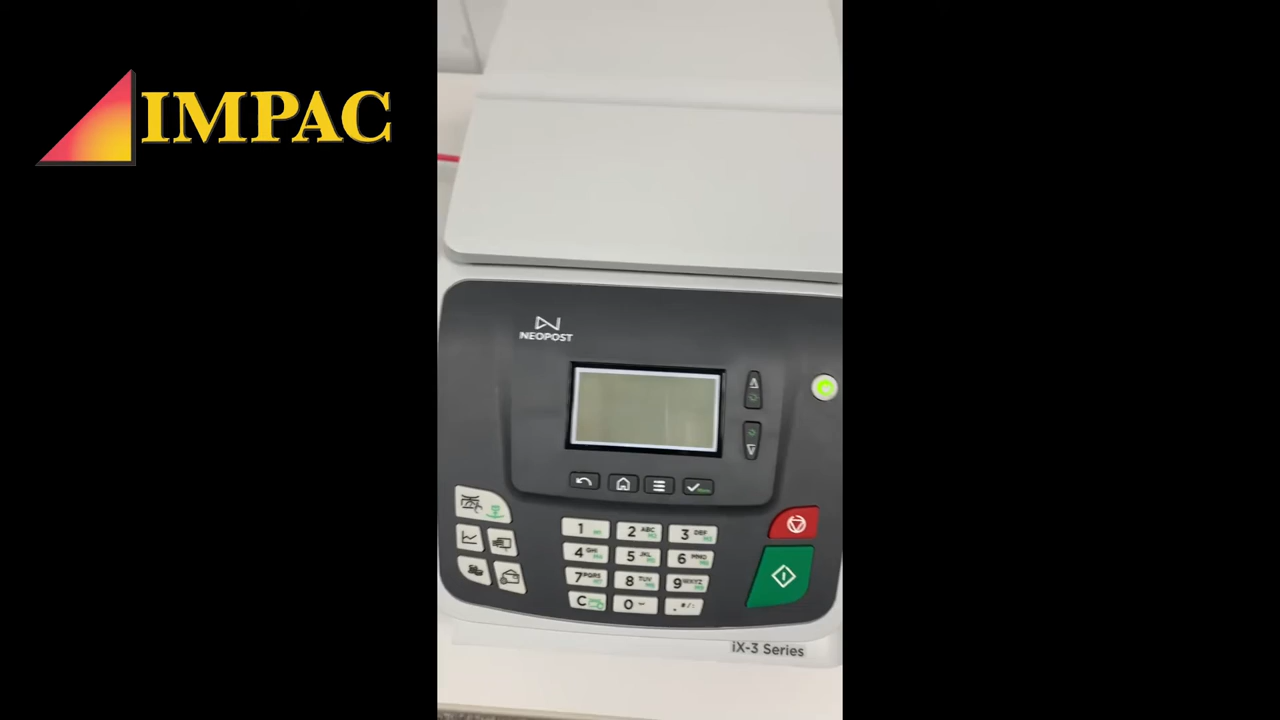 IMPAC
NEOPOST
1
2 ABC
3 DEF
4 GHI
5 JKL
6 MNO
7 PQRS
8 TUV
9 WXYZ
C
0
. #/:
iX-3 Series